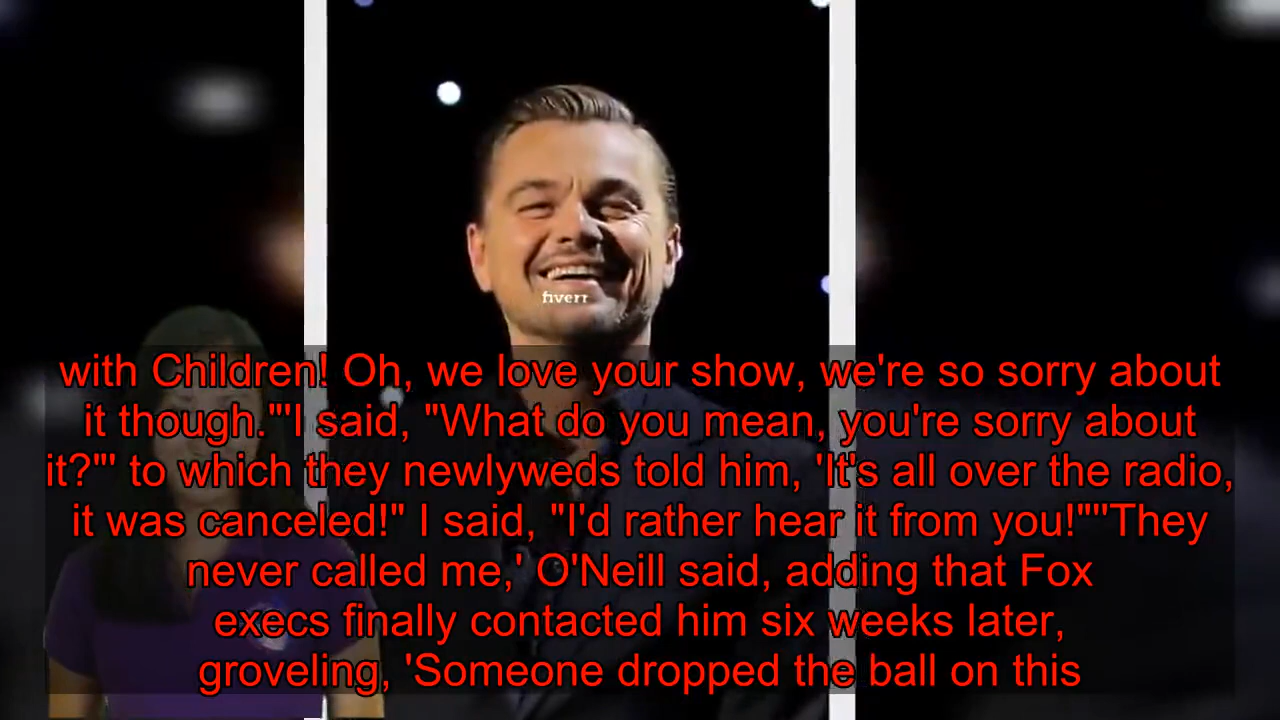 fiverr
with Children! Oh, we love your show, we're so sorry about
it though."'I said, "What do you mean, you're sorry about
it?"' to which they newlyweds told him, 'It's all over the radio,
it was canceled!" I said, "I'd rather hear it from you!"''They
never called me,' O'Neill said, adding that Fox
execs finally contacted him six weeks later,
groveling, 'Someone dropped the ball on this